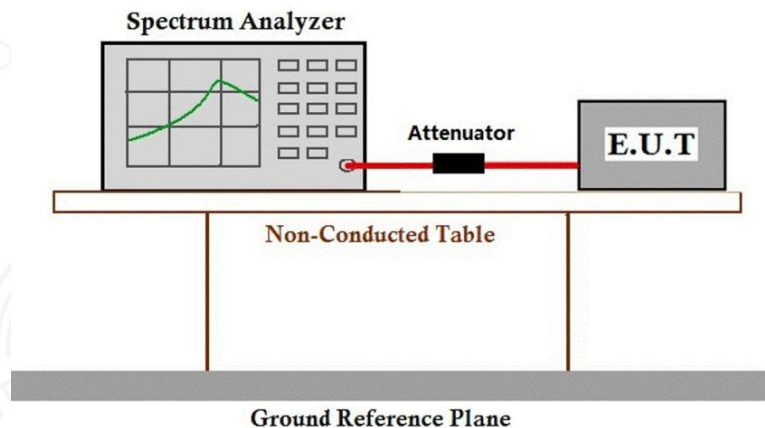 Spectrum Analyzer
Attenuator
E.U.T
Non-Conducted Table
Ground Reference Plane